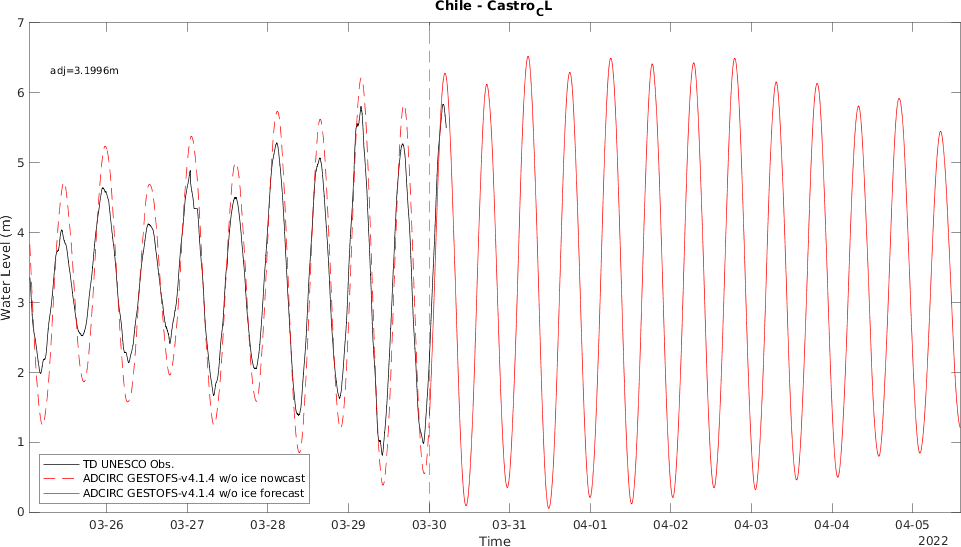 Chile - Castro_CL
adj=3.1996m
7
6
5
4
3
2
1
0
Water Level (m)
TD UNESCO Obs.
ADCIRC GESTOFS-v4.1.4 w/o ice nowcast
ADCIRC GESTOFS-v4.1.4 w/o ice forecast
03-26 03-27 03-28 03-29 03-30 03-31 04-01 04-02 04-03 04-04 04-05
Time
2022